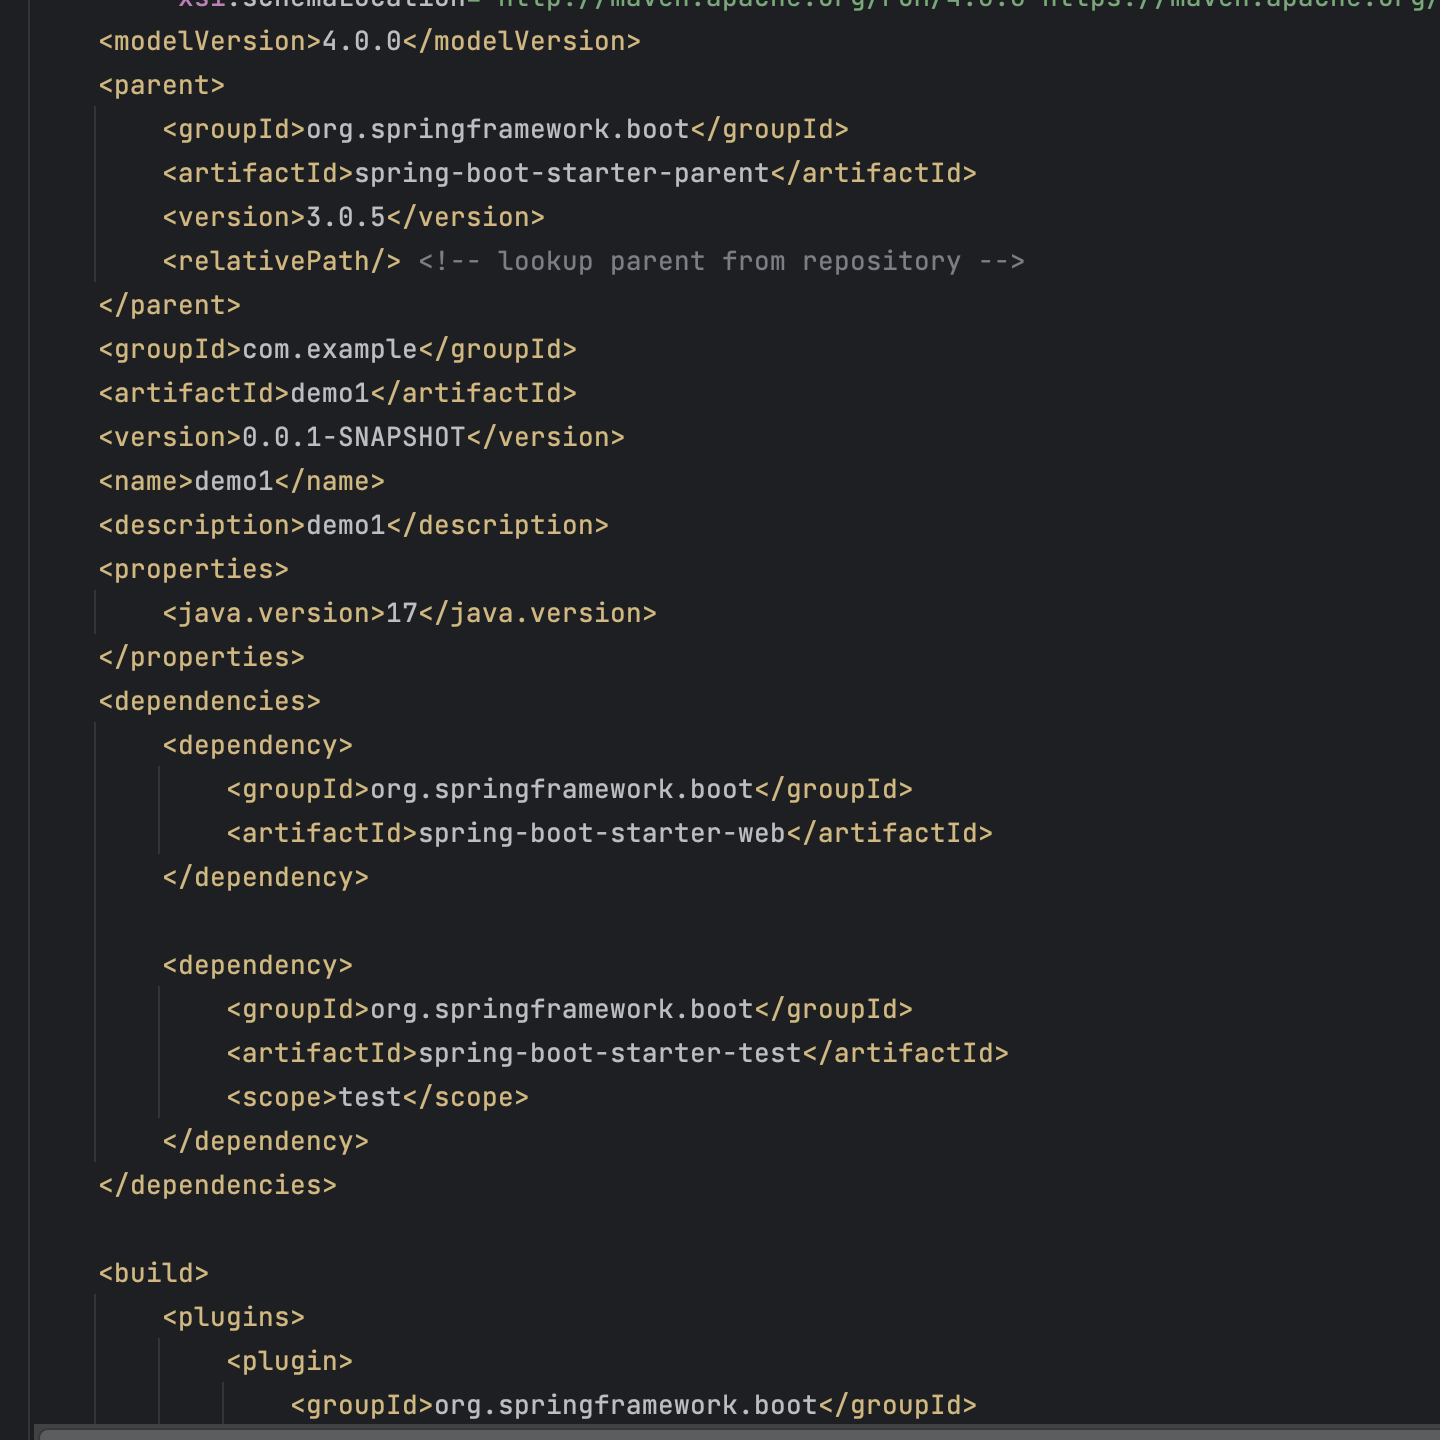 xsi:schemaLocation="http://maven.apache.org/POM/4.0.0 https://maven.apache.org/
<modelVersion>4.0.0</modelVersion>
<parent>
<groupId>org.springframework.boot</groupId>
<artifactId>spring-boot-starter-parent</artifactId>
<version>3.0.5</version>
<relativePath/> <!-- lookup parent from repository -->
</parent>
<groupId>com.example</groupId>
<artifactId>demo1</artifactId>
<version>0.0.1-SNAPSHOT</version>
<name>demo1</name>
<description>demo1</description>
<properties>
<java.version>17</java.version>
</properties>
<dependencies>
<dependency>
<groupId>org.springframework.boot</groupId>
<artifactId>spring-boot-starter-web</artifactId>
</dependency>
<dependency>
<groupId>org.springframework.boot</groupId>
<artifactId>spring-boot-starter-test</artifactId>
<scope>test</scope>
</dependency>
</dependencies>
<build>
<plugins>
<plugin>
<groupId>org.springframework.boot</groupId>